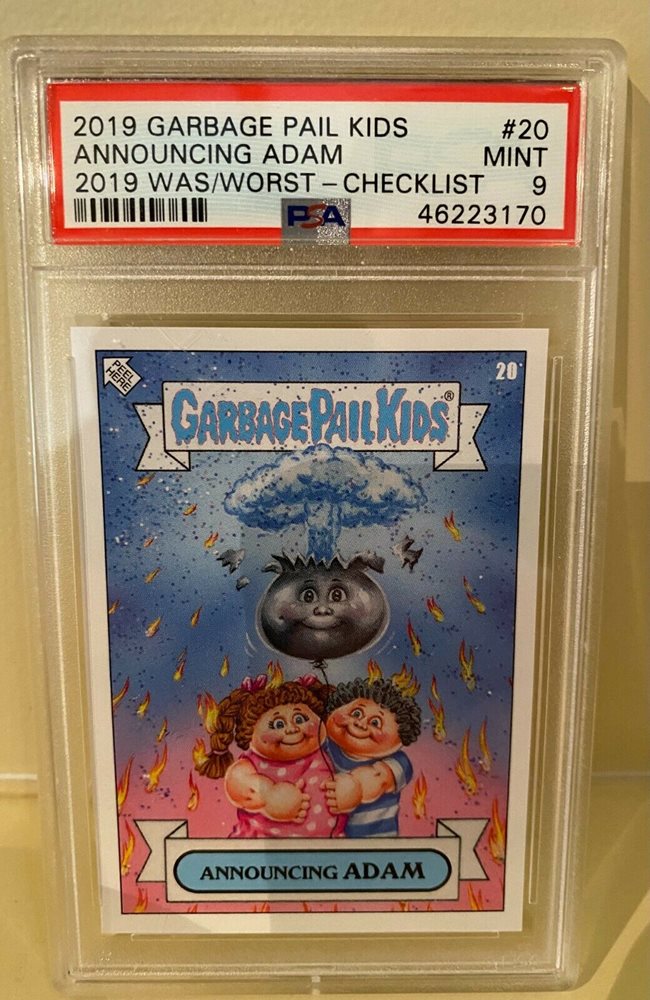 2019 GARBAGE PAIL KIDS #20
ANNOUNCING ADAM MINT
2019 WAS/WORST – CHECKLIST 9
PSA 46223170
PEEL HERE
20
GARBAGE PAIL KIDS®
ANNOUNCING ADAM